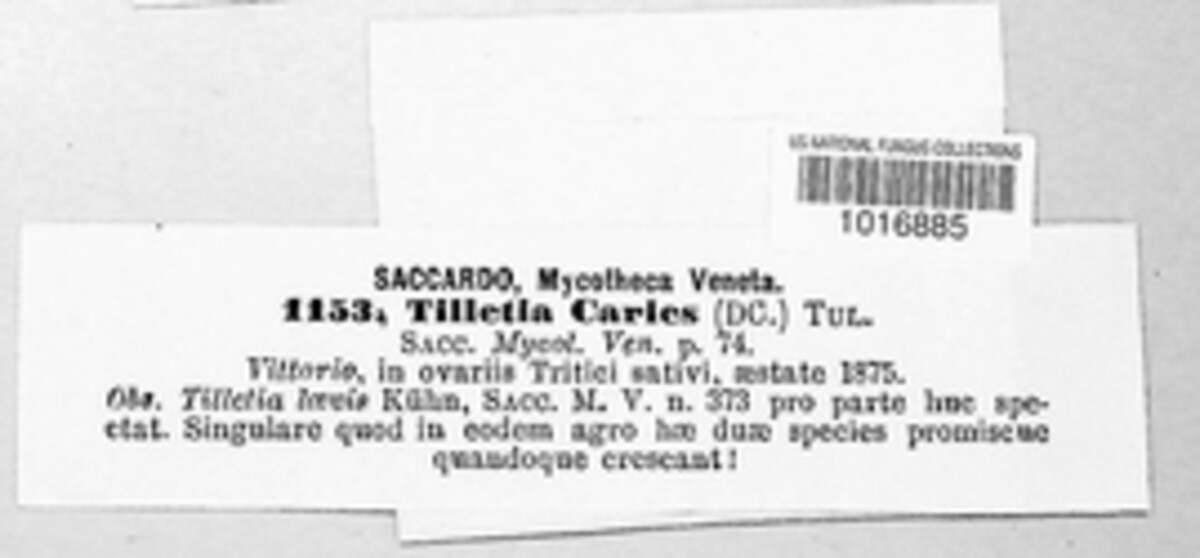 US NATIONAL FUNGUS COLLECTIONS
1016885
SACCARDO, Mycotheca Veneta.
1153. Tilletia Caries (DC.) TUL.
SACC. Mycol. Ven. p. 74.
Vittorio, in ovariis Tritici sativi, æstate 1875.
Obs. Tilletia lævis Kühn, SACC. M. V. n. 373 pro parte huc spe-
ctat. Singulare quod in eodem agro hæ duæ species promiscue
quandoque crescant!